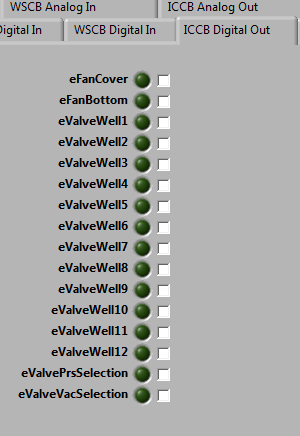 WSCB Analog In ICCB Analog Out
Digital In WSCB Digital In ICCB Digital Out
eFanCover
eFanBottom
eValveWell1
eValveWell2
eValveWell3
eValveWell4
eValveWell5
eValveWell6
eValveWell7
eValveWell8
eValveWell9
eValveWell10
eValveWell11
eValveWell12
eValvePrsSelection
eValveVacSelection